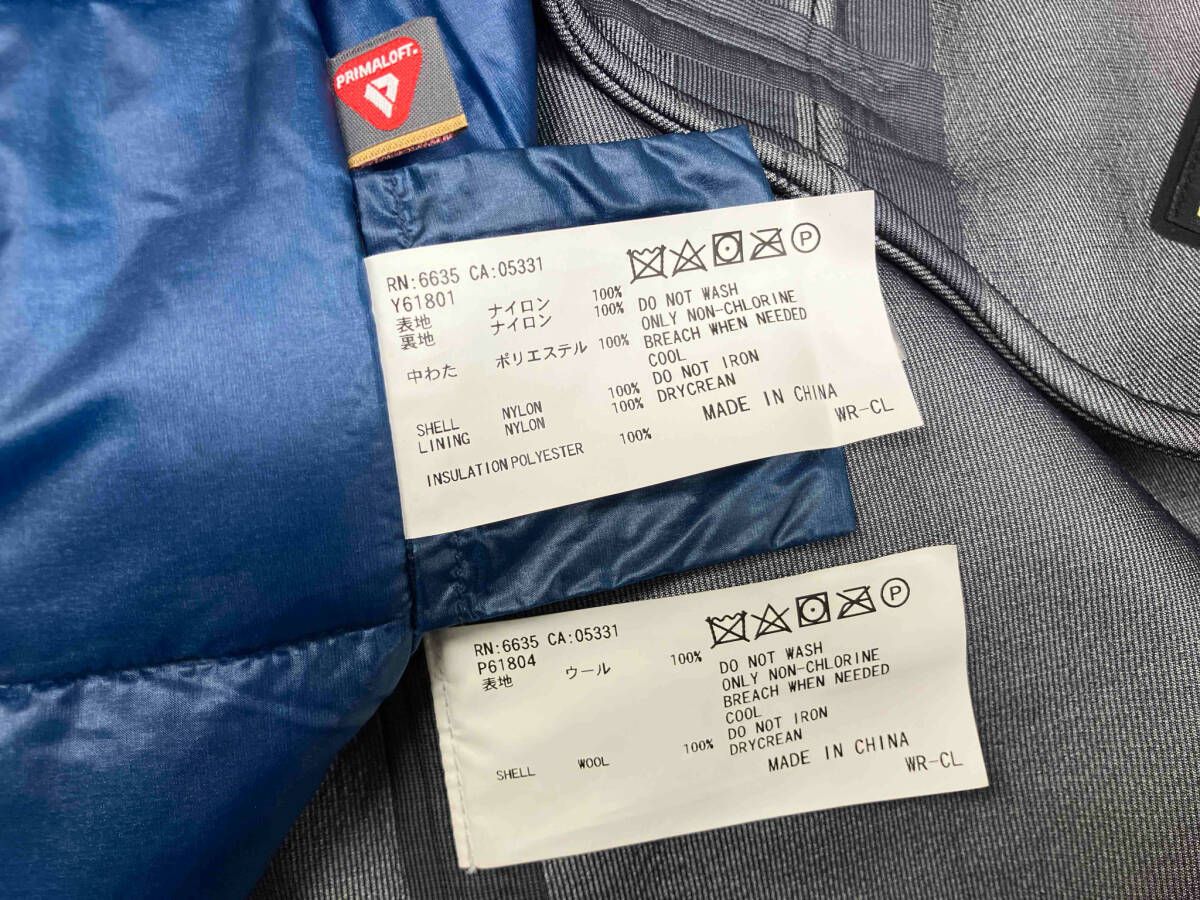 PRIMALOFT®
RN:6635 CA:05331
Y61801
表地 ナイロン 100%
裏地 ナイロン 100%
中わた ポリエステル 100%
SHELL NYLON 100%
LINING NYLON 100%
INSULATION POLYESTER 100%
P
DO NOT WASH
ONLY NON-CHLORINE
BREACH WHEN NEEDED
COOL
DO NOT IRON
DRYCREAN
MADE IN CHINA
WR-CL
RN:6635 CA:05331
P61804
表地 ウール 100%
SHELL WOOL 100%
P
DO NOT WASH
ONLY NON-CHLORINE
BREACH WHEN NEEDED
COOL
DO NOT IRON
DRYCREAN
MADE IN CHINA
WR-CL